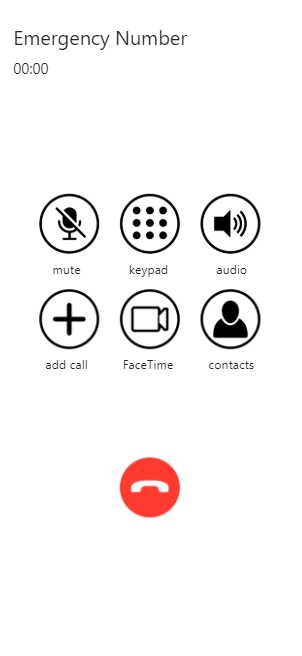 Emergency Number
00:00
mute keypad audio
add call FaceTime contacts